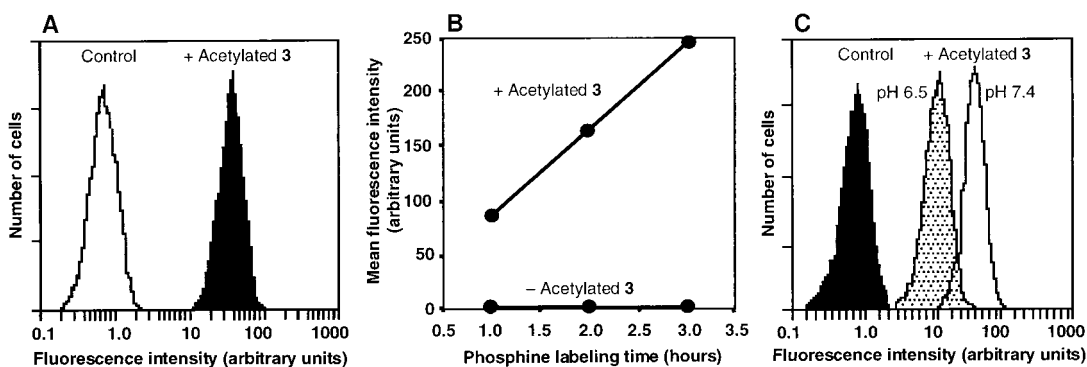 A
Control
+ Acetylated 3
Number of cells
0.1 1.0 10 100 1000
Fluorescence intensity (arbitrary units)
B
Mean fluorescence intensity
(arbitrary units)
250
200
150
100
50
0
+ Acetylated 3
– Acetylated 3
0.5 1.0 1.5 2.0 2.5 3.0 3.5
Phosphine labeling time (hours)
C
Control
+ Acetylated 3
pH 6.5
pH 7.4
Number of cells
0.1 1.0 10 100 1000
Fluorescence intensity (arbitrary units)